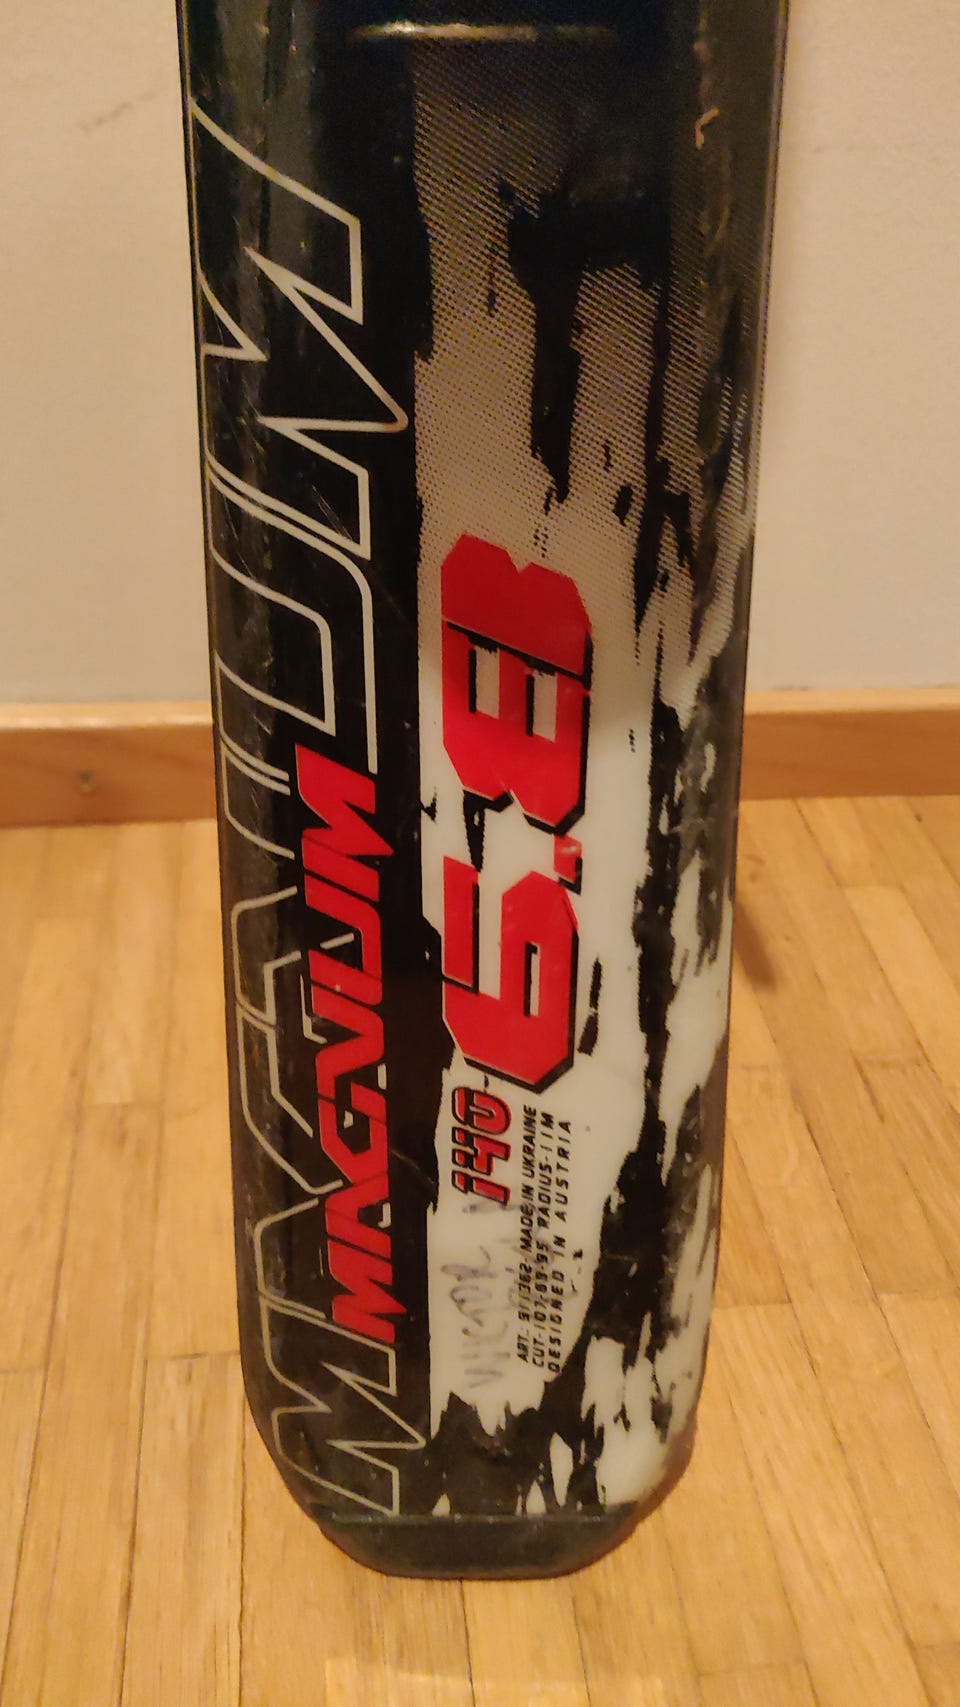 MAGNUM
MAGNUM
6.8
140
ART.: 911362- MADE IN UKRAINE
CUT-107-69-95 RADIUS-11M
DESIGNED IN AUSTRIA
VICTOR